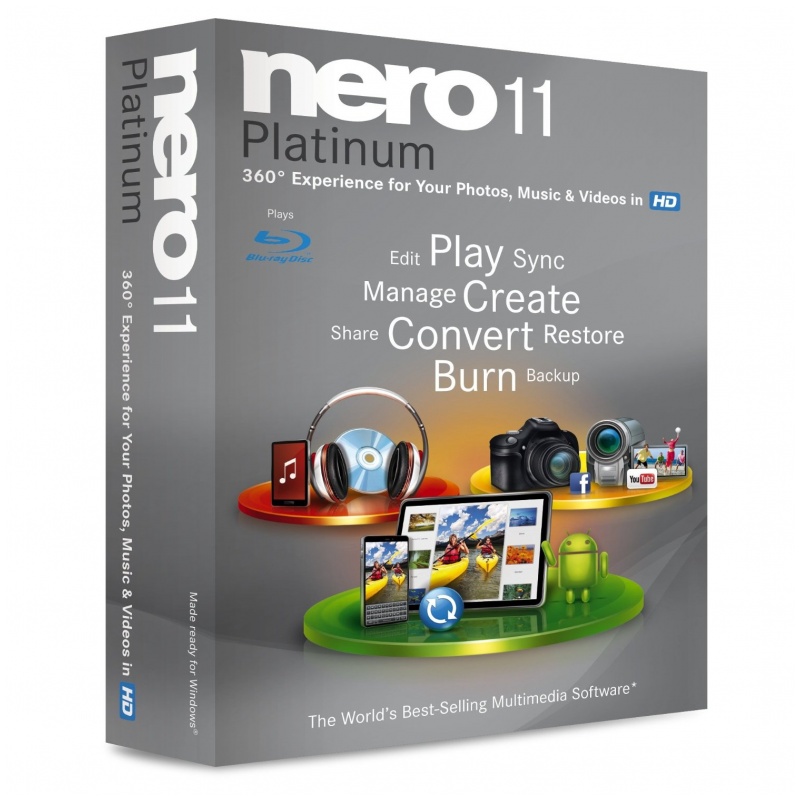 nero 11
Platinum
360° Experience for Your Photos, Music & Videos in HD
Plays
Blu-ray Disc
Edit Play Sync
Manage Create
Share Convert Restore
Burn Backup
f
YouTube
The World's Best-Selling Multimedia Software*
nero 11
Platinum
360° Experience for Your Photos, Music & Videos in HD
Made ready for Windows®